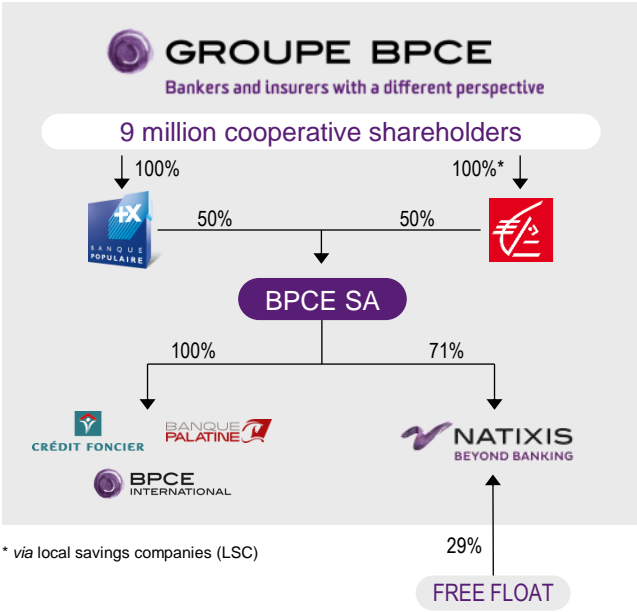 GROUPE BPCE
Bankers and insurers with a different perspective
9 million cooperative shareholders
100%
100%*
+X
BANQUE
POPULAIRE
50%
50%
BPCE SA
100%
71%
CRÉDIT FONCIER
BANQUE
PALATINE
BPCE
INTERNATIONAL
NATIXIS
BEYOND BANKING
* via local savings companies (LSC)
29%
FREE FLOAT